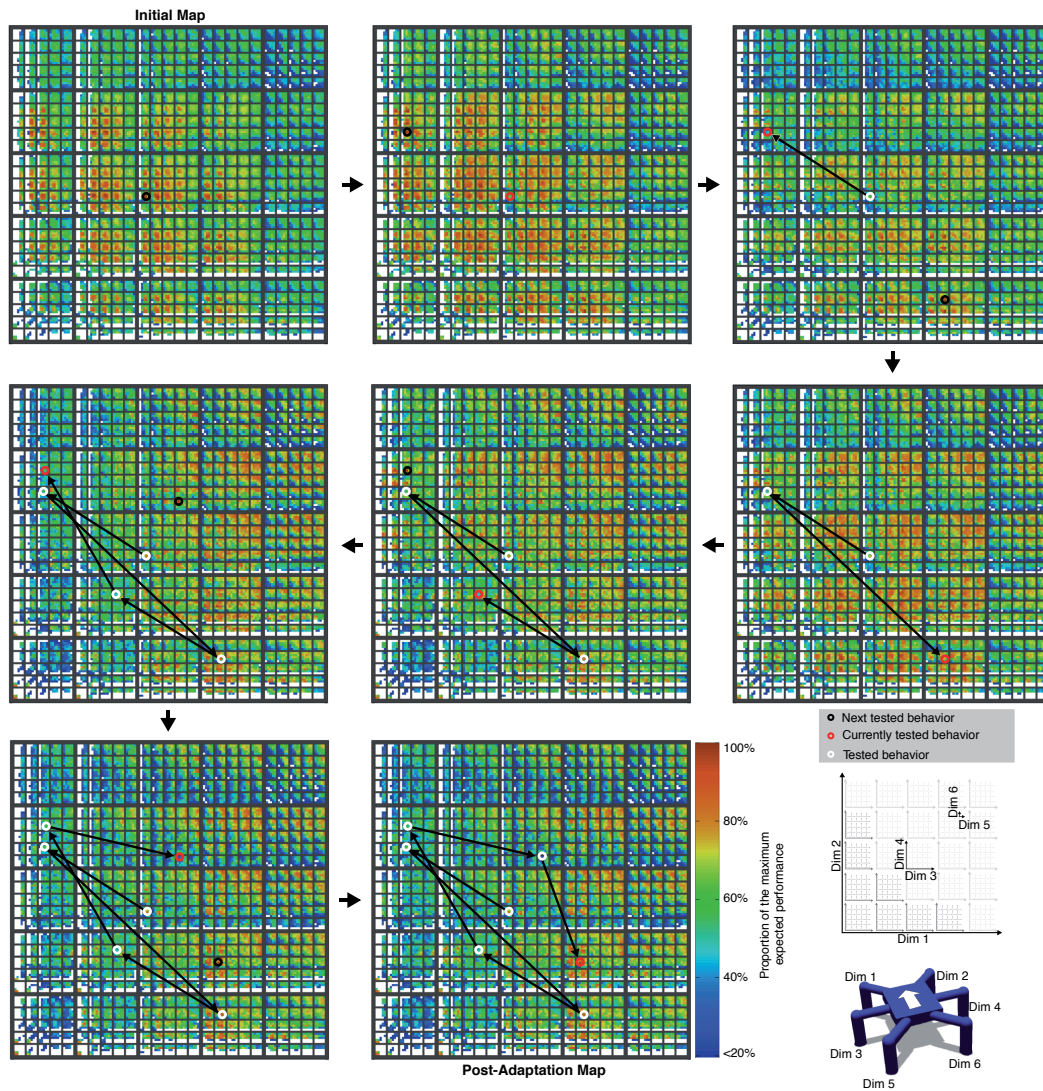 Initial Map
Next tested behavior
Currently tested behavior
Tested behavior
100%
80%
60%
40%
<20%
Proportion of the maximum
expected performance
Dim 6
Dim 5
Dim 4
Dim 3
Dim 2
Dim 1
Dim 1
Dim 2
Dim 4
Dim 3
Dim 6
Dim 5
Post-Adaptation Map